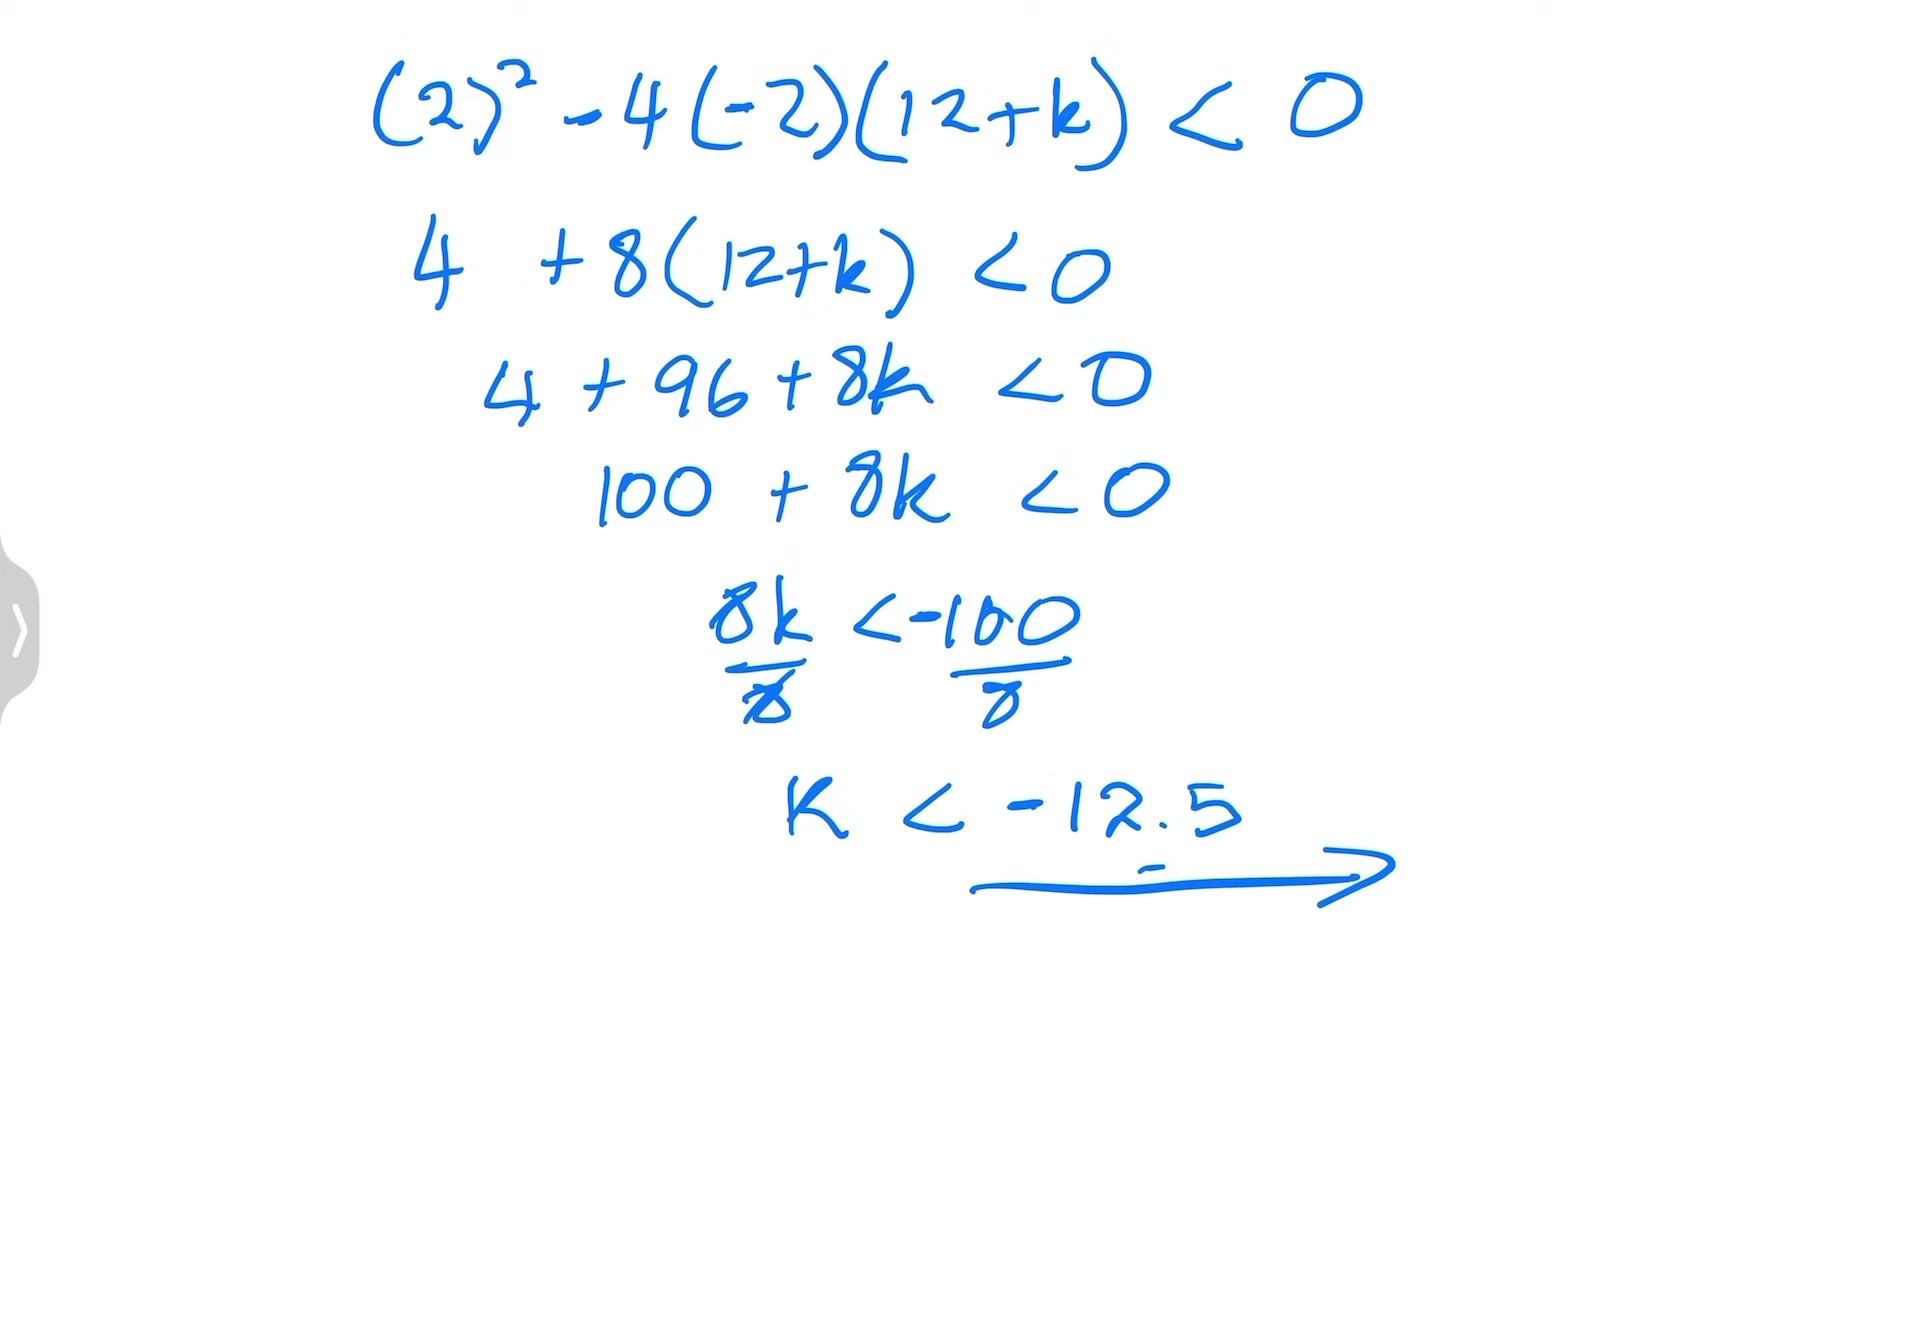 (2)² - 4(-2)(12+k) < 0
4 + 8(12+k) < 0
4 + 96 + 8k < 0
100 + 8k < 0
8k < -100
8 8
K < -12.5